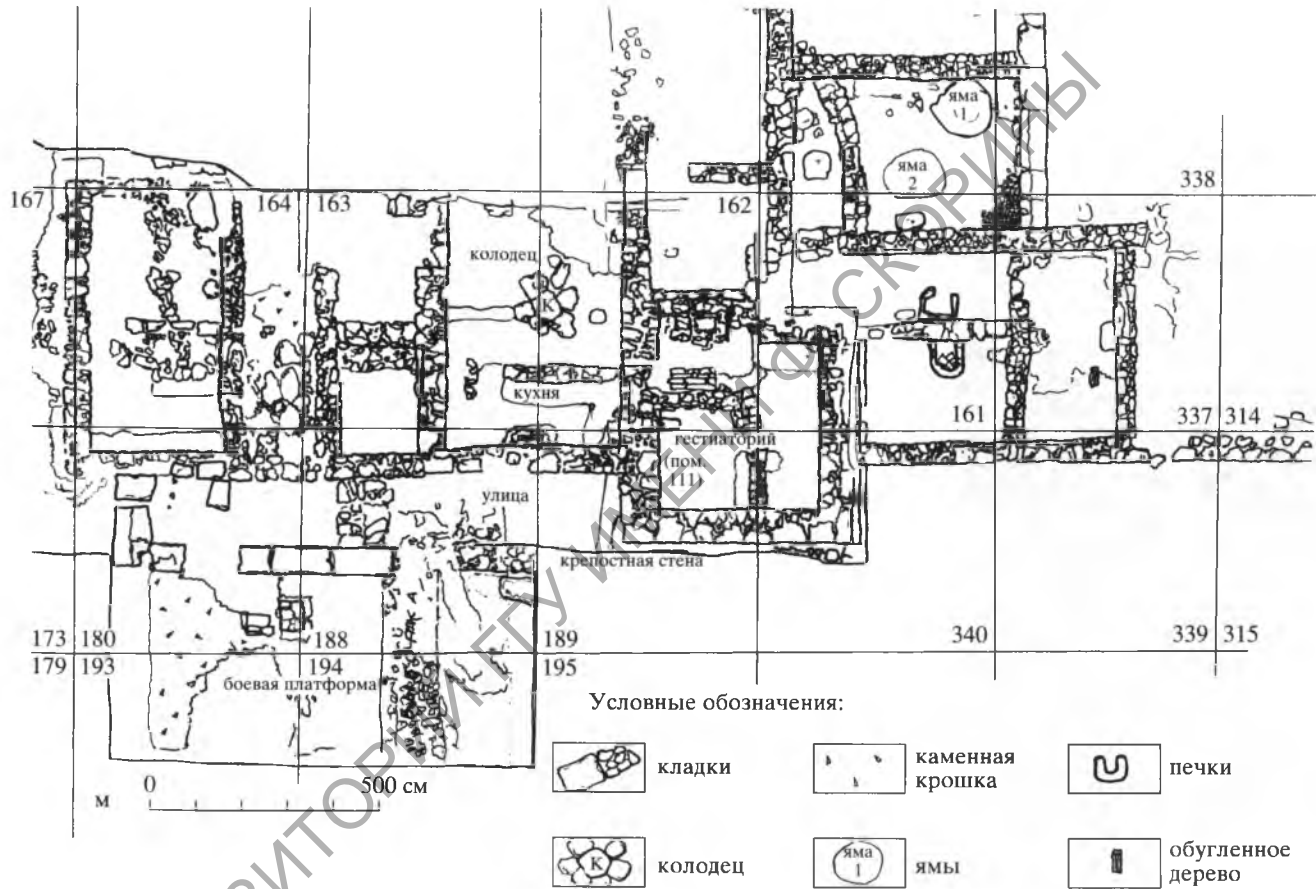 яма
1
яма
2
338
167
164
163
162
колодец
К
кухня
161
337
314
гестиаторий
(пом.
111)
улица
крепостная стена
173
180
188
189
340
339
315
179
193
194
195
боевая платформа
0
500 см
м
Условные обозначения:
кладки
каменная
крошка
печки
К
колодец
яма
1
ямы
обугленное
дерево